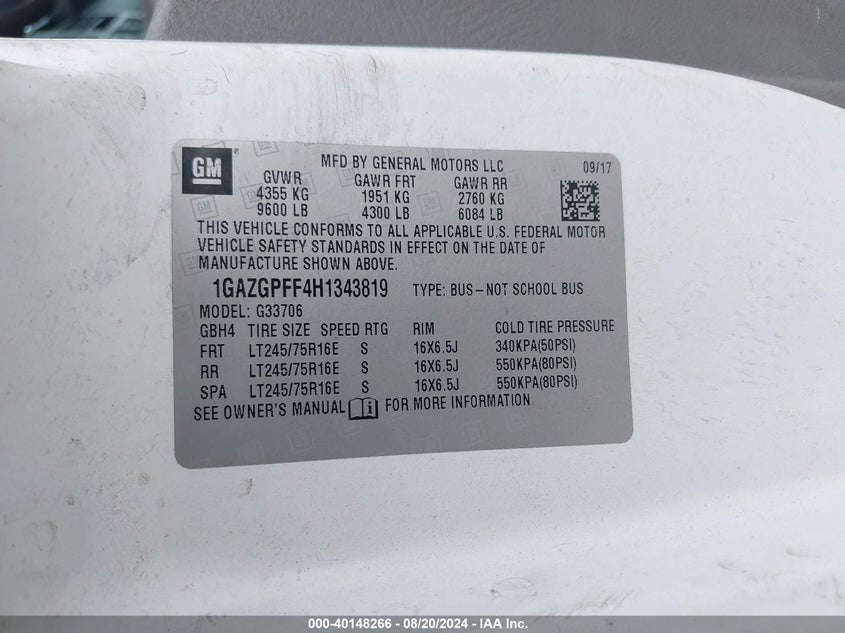 GM ®
MFD BY GENERAL MOTORS LLC 09/17
GVWR GAWR FRT GAWR RR
4355 KG 1951 KG 2760 KG
9600 LB 4300 LB 6084 LB
THIS VEHICLE CONFORMS TO ALL APPLICABLE U.S. FEDERAL MOTOR
VEHICLE SAFETY STANDARDS IN EFFECT ON THE DATE OF
MANUFACTURE SHOWN ABOVE.
1GAZGPFF4H1343819 TYPE: BUS-NOT SCHOOL BUS
MODEL: G33706
GBH4 TIRE SIZE SPEED RTG RIM COLD TIRE PRESSURE
FRT LT245/75R16E S 16X6.5J 340KPA(50PSI)
RR LT245/75R16E S 16X6.5J 550KPA(80PSI)
SPA LT245/75R16E S 16X6.5J 550KPA(80PSI)
SEE OWNER'S MANUAL FOR MORE INFORMATION.
000-40148266 - 08/20/2024 - IAA Inc.